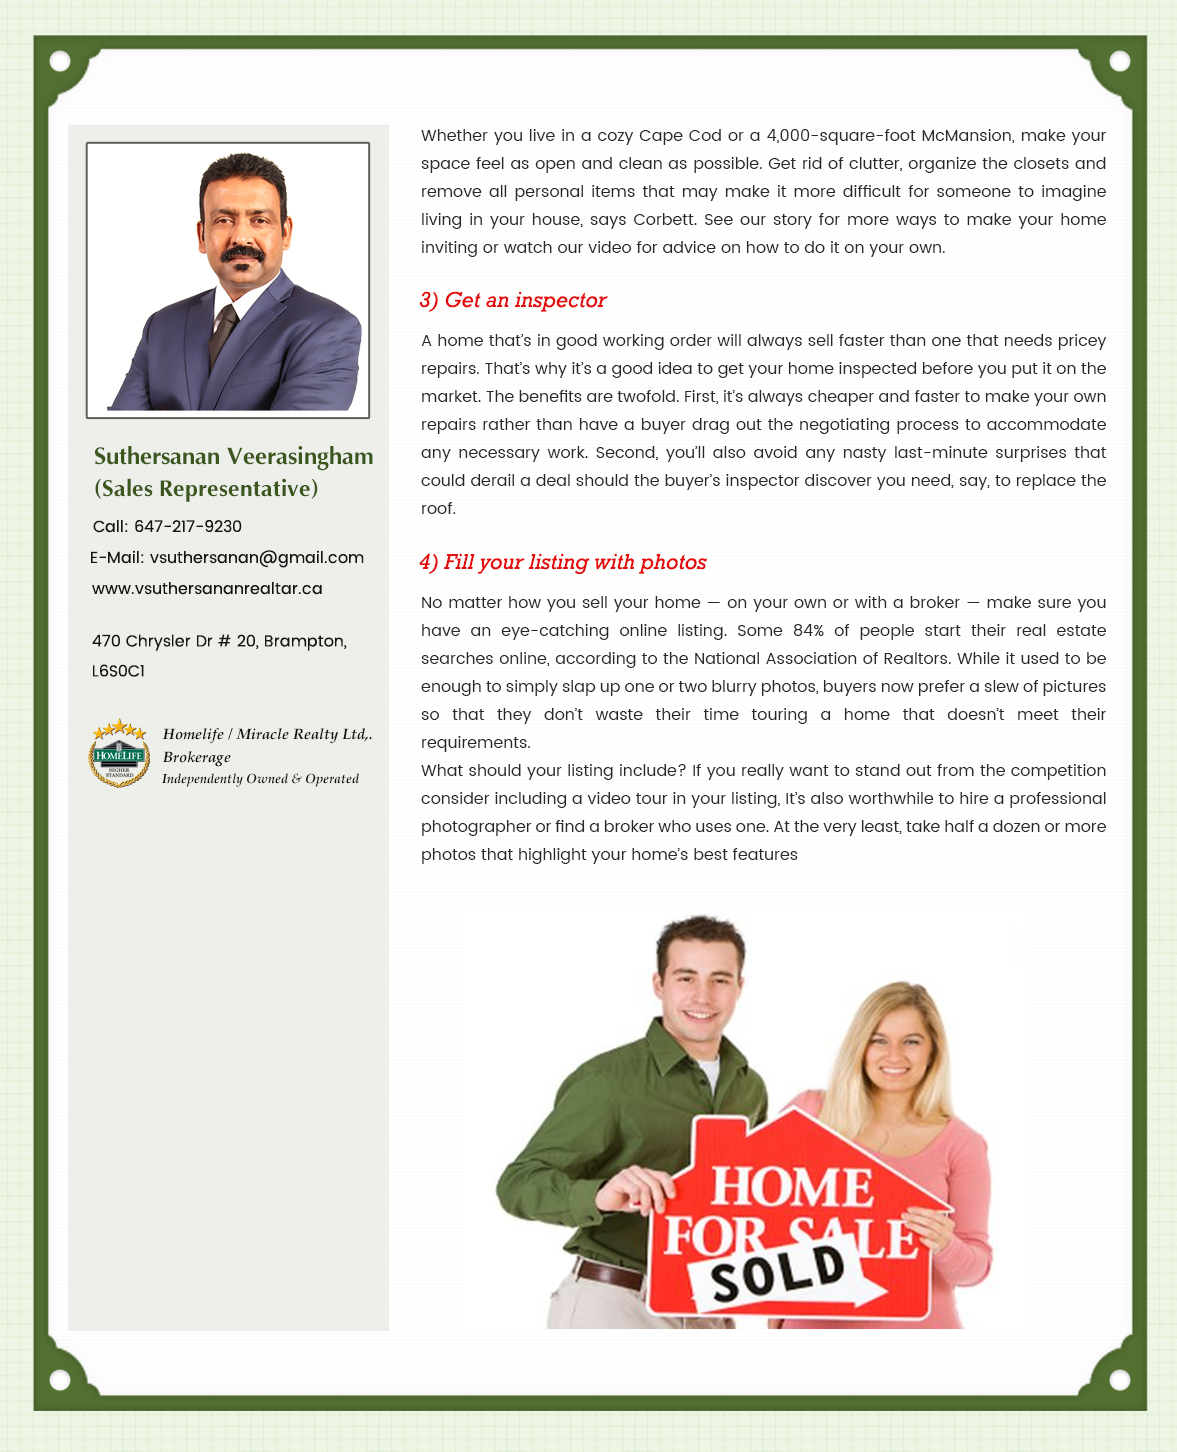 Suthersanan Veerasingham
(Sales Representative)
Call: 647-217-9230
E-Mail: vsuthersanan@gmail.com
www.vsuthersananrealtar.ca
470 Chrysler Dr # 20, Brampton,
L6S0C1
HOMELIFE
HIGHER
STANDARD
Homelife / Miracle Realty Ltd,.
Brokerage
Independently Owned & Operated
Whether you live in a cozy Cape Cod or a 4,000-square-foot McMansion, make your
space feel as open and clean as possible. Get rid of clutter, organize the closets and
remove all personal items that may make it more difficult for someone to imagine
living in your house, says Corbett. See our story for more ways to make your home
inviting or watch our video for advice on how to do it on your own.
3) Get an inspector
A home that's in good working order will always sell faster than one that needs pricey
repairs. That's why it's a good idea to get your home inspected before you put it on the
market. The benefits are twofold. First, it's always cheaper and faster to make your own
repairs rather than have a buyer drag out the negotiating process to accommodate
any necessary work. Second, you'll also avoid any nasty last-minute surprises that
could derail a deal should the buyer's inspector discover you need, say, to replace the
roof.
4) Fill your listing with photos
No matter how you sell your home — on your own or with a broker — make sure you
have an eye-catching online listing. Some 84% of people start their real estate
searches online, according to the National Association of Realtors. While it used to be
enough to simply slap up one or two blurry photos, buyers now prefer a slew of pictures
so that they don't waste their time touring a home that doesn't meet their
requirements.
What should your listing include? If you really want to stand out from the competition
consider including a video tour in your listing, It's also worthwhile to hire a professional
photographer or find a broker who uses one. At the very least, take half a dozen or more
photos that highlight your home's best features
HOME
FOR SALE
SOLD